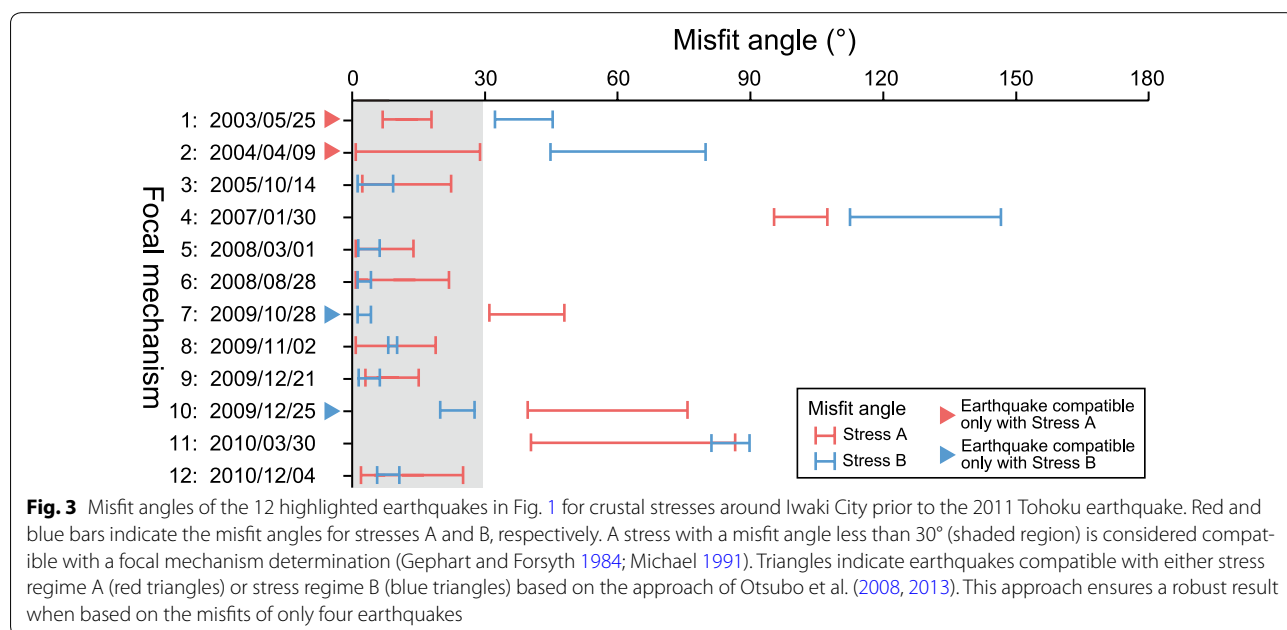 Misfit angle (°)
0 30 60 90 120 150 180
Focal mechanism
1: 2003/05/25
2: 2004/04/09
3: 2005/10/14
4: 2007/01/30
5: 2008/03/01
6: 2008/08/28
7: 2009/10/28
8: 2009/11/02
9: 2009/12/21
10: 2009/12/25
11: 2010/03/30
12: 2010/12/04
Misfit angle
Stress A
Stress B
Earthquake compatible
only with Stress A
Earthquake compatible
only with Stress B
Fig. 3 Misfit angles of the 12 highlighted earthquakes in Fig. 1 for crustal stresses around Iwaki City prior to the 2011 Tohoku earthquake. Red and
blue bars indicate the misfit angles for stresses A and B, respectively. A stress with a misfit angle less than 30° (shaded region) is considered compat-
ible with a focal mechanism determination (Gephart and Forsyth 1984; Michael 1991). Triangles indicate earthquakes compatible with either stress
regime A (red triangles) or stress regime B (blue triangles) based on the approach of Otsubo et al. (2008, 2013). This approach ensures a robust result
when based on the misfits of only four earthquakes